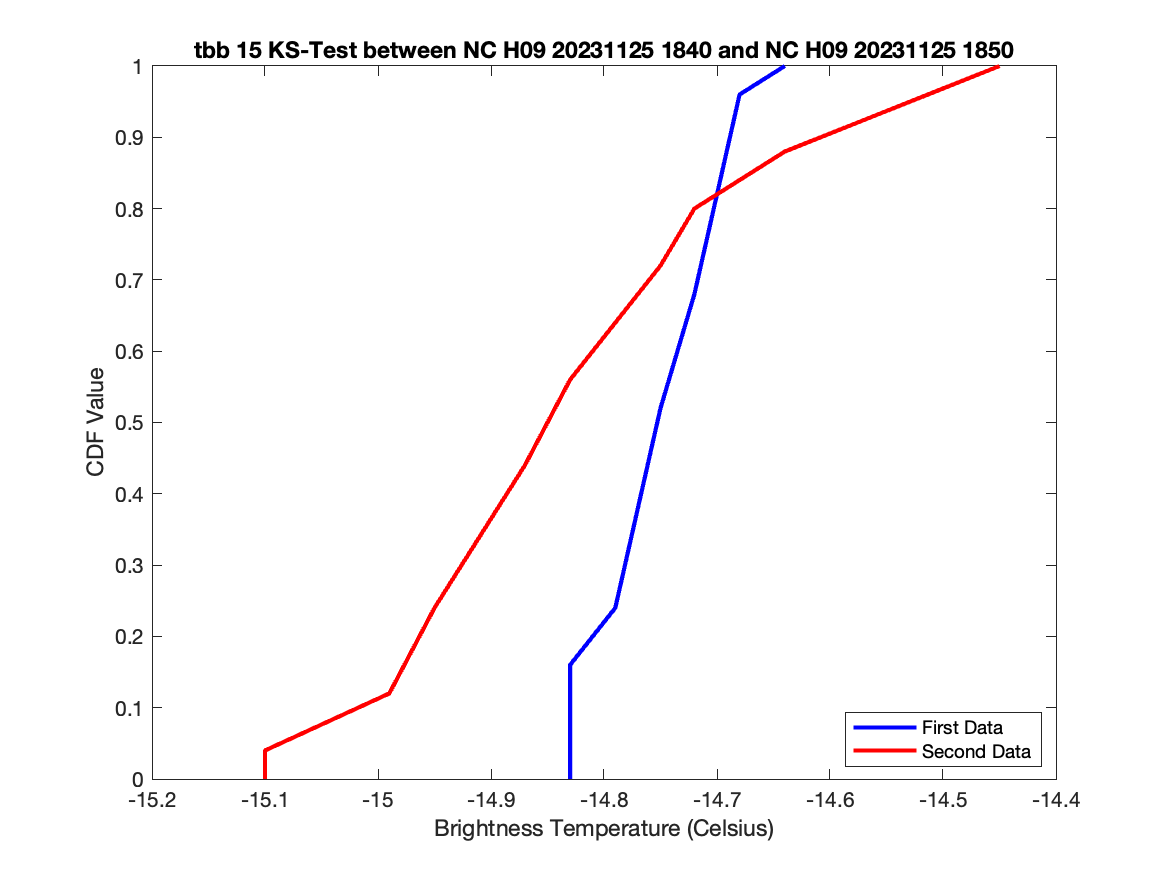 tbb 15 KS-Test between NC H09 20231125 1840 and NC H09 20231125 1850
1
0.9
0.8
0.7
0.6
0.5
0.4
0.3
0.2
0.1
0
CDF Value
-15.2 -15.1 -15 -14.9 -14.8 -14.7 -14.6 -14.5 -14.4
Brightness Temperature (Celsius)
First Data
Second Data